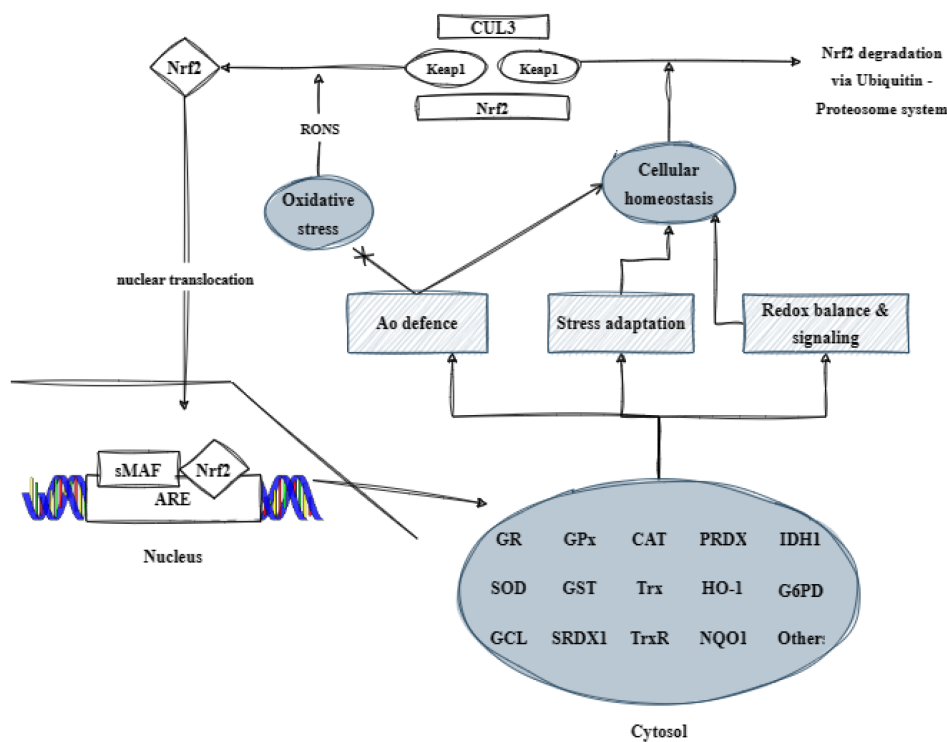 CUL3
Nrf2
Keap1
Keap1
Nrf2 degradation
via Ubiquitin -
Proteosome system
Nrf2
RONS
Cellular
homeostasis
Oxidative
stress
nuclear translocation
Ao defence
Stress adaptation
Redox balance &
signaling
sMAF
Nrf2
ARE
Nucleus
GR GPx CAT PRDX IDH1
SOD GST Trx HO-1 G6PD
GCL SRDX1 TrxR NQO1 Other:
Cytosol